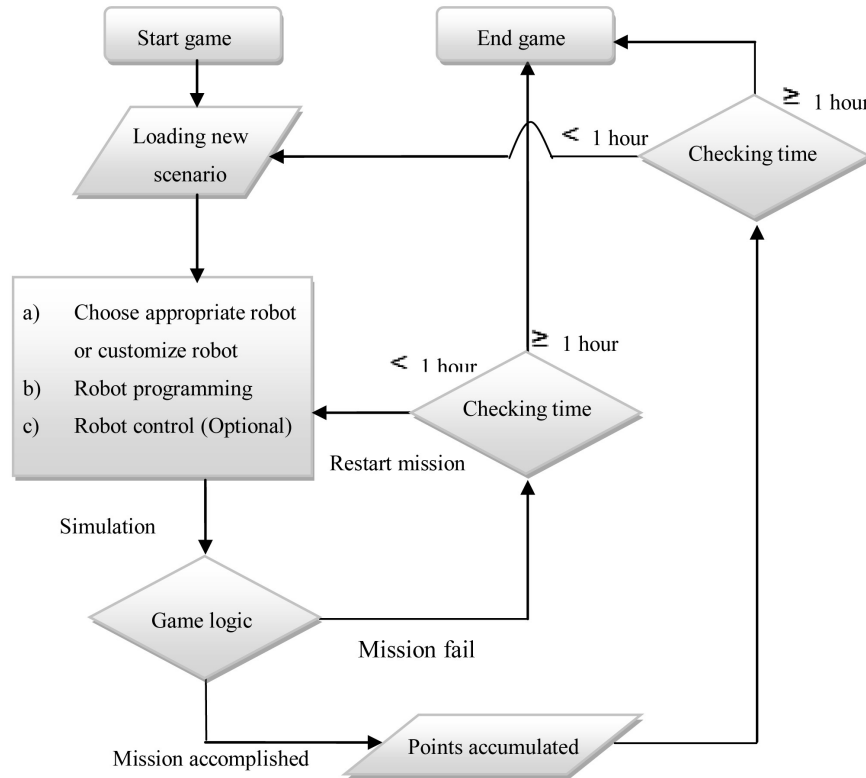 Start game
End game
≥ 1 hour
< 1 hour
Loading new
scenario
Checking time
a) Choose appropriate robot
or customize robot
b) Robot programming
c) Robot control (Optional)
≥ 1 hour
< 1 hour
Checking time
Restart mission
Simulation
Game logic
Mission fail
Mission accomplished
Points accumulated